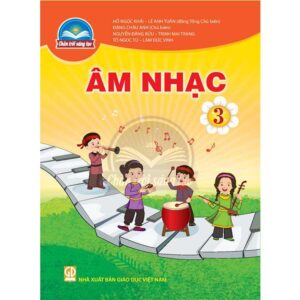 HỒ NGỌC KHẢI - LÊ ANH TUẤN (đồng Tổng Chủ biên)
ĐẶNG CHÂU ANH (Chủ biên)
NGUYỄN ĐĂNG BỬU - TRỊNH MAI TRANG
TÔ NGỌC TÚ - LÂM ĐỨC VINH
Chân trời sáng tạo
ÂM NHẠC
3
NHÀ XUẤT BẢN GIÁO DỤC VIỆT NAM